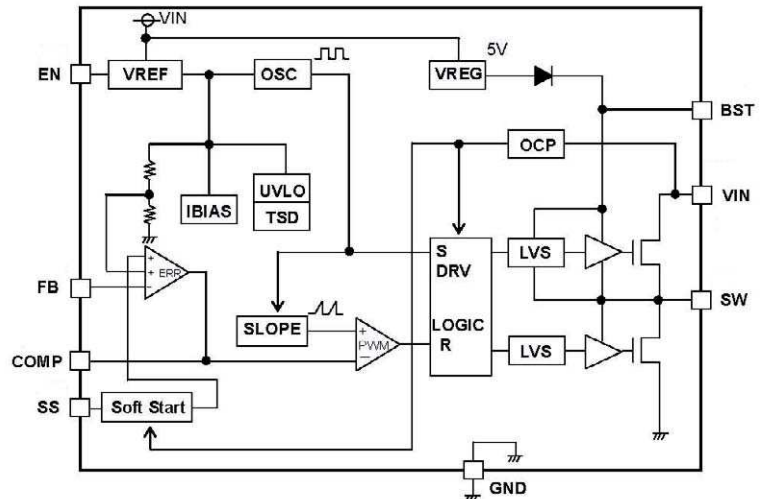 VIN
EN
VREF
OSC
VREG
5V
BST
OCP
VIN
IBIAS
UVLO
TSD
+
+
−
ERR
FB
S
DRV
LOGIC
R
LVS
SW
SLOPE
+
−
PWM
LVS
COMP
SS
Soft Start
GND